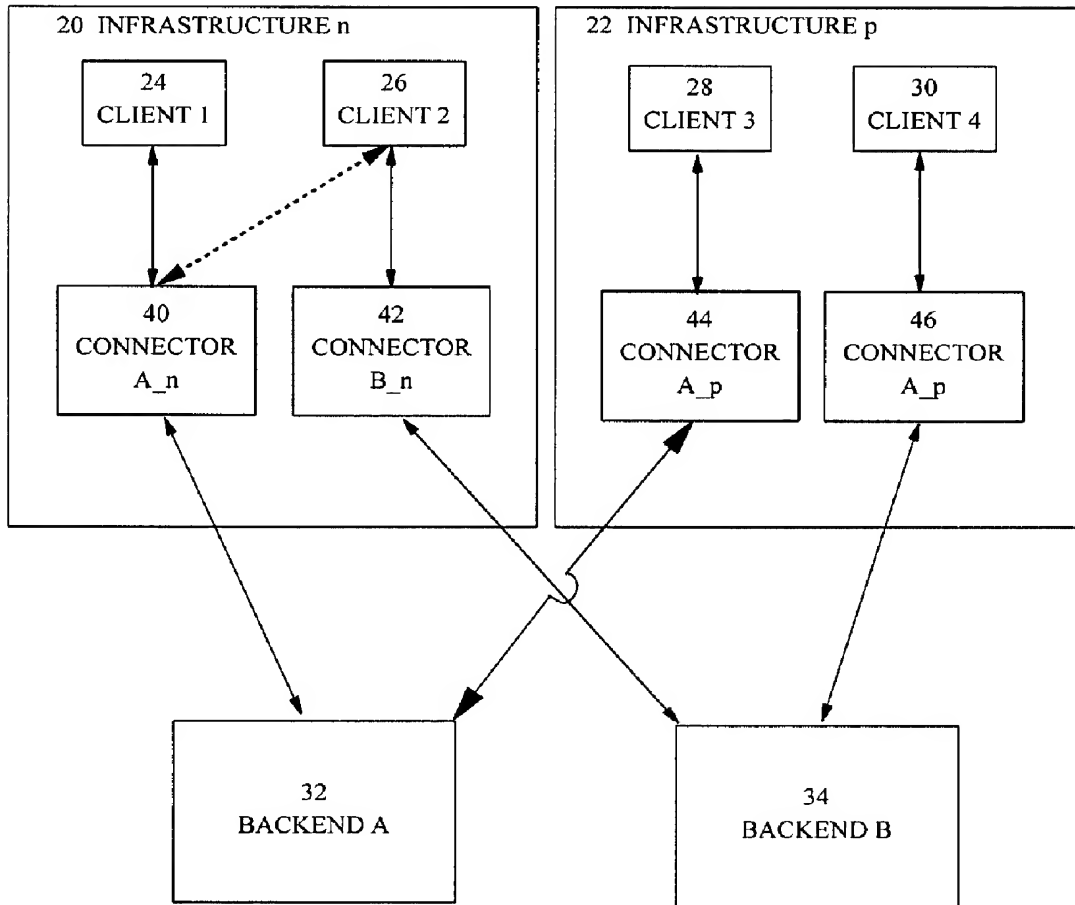 20 INFRASTRUCTURE n
24
CLIENT 1
26
CLIENT 2
40
CONNECTOR
A_n
42
CONNECTOR
B_n
22 INFRASTRUCTURE p
28
CLIENT 3
30
CLIENT 4
44
CONNECTOR
A_p
46
CONNECTOR
A_p
32
BACKEND A
34
BACKEND B